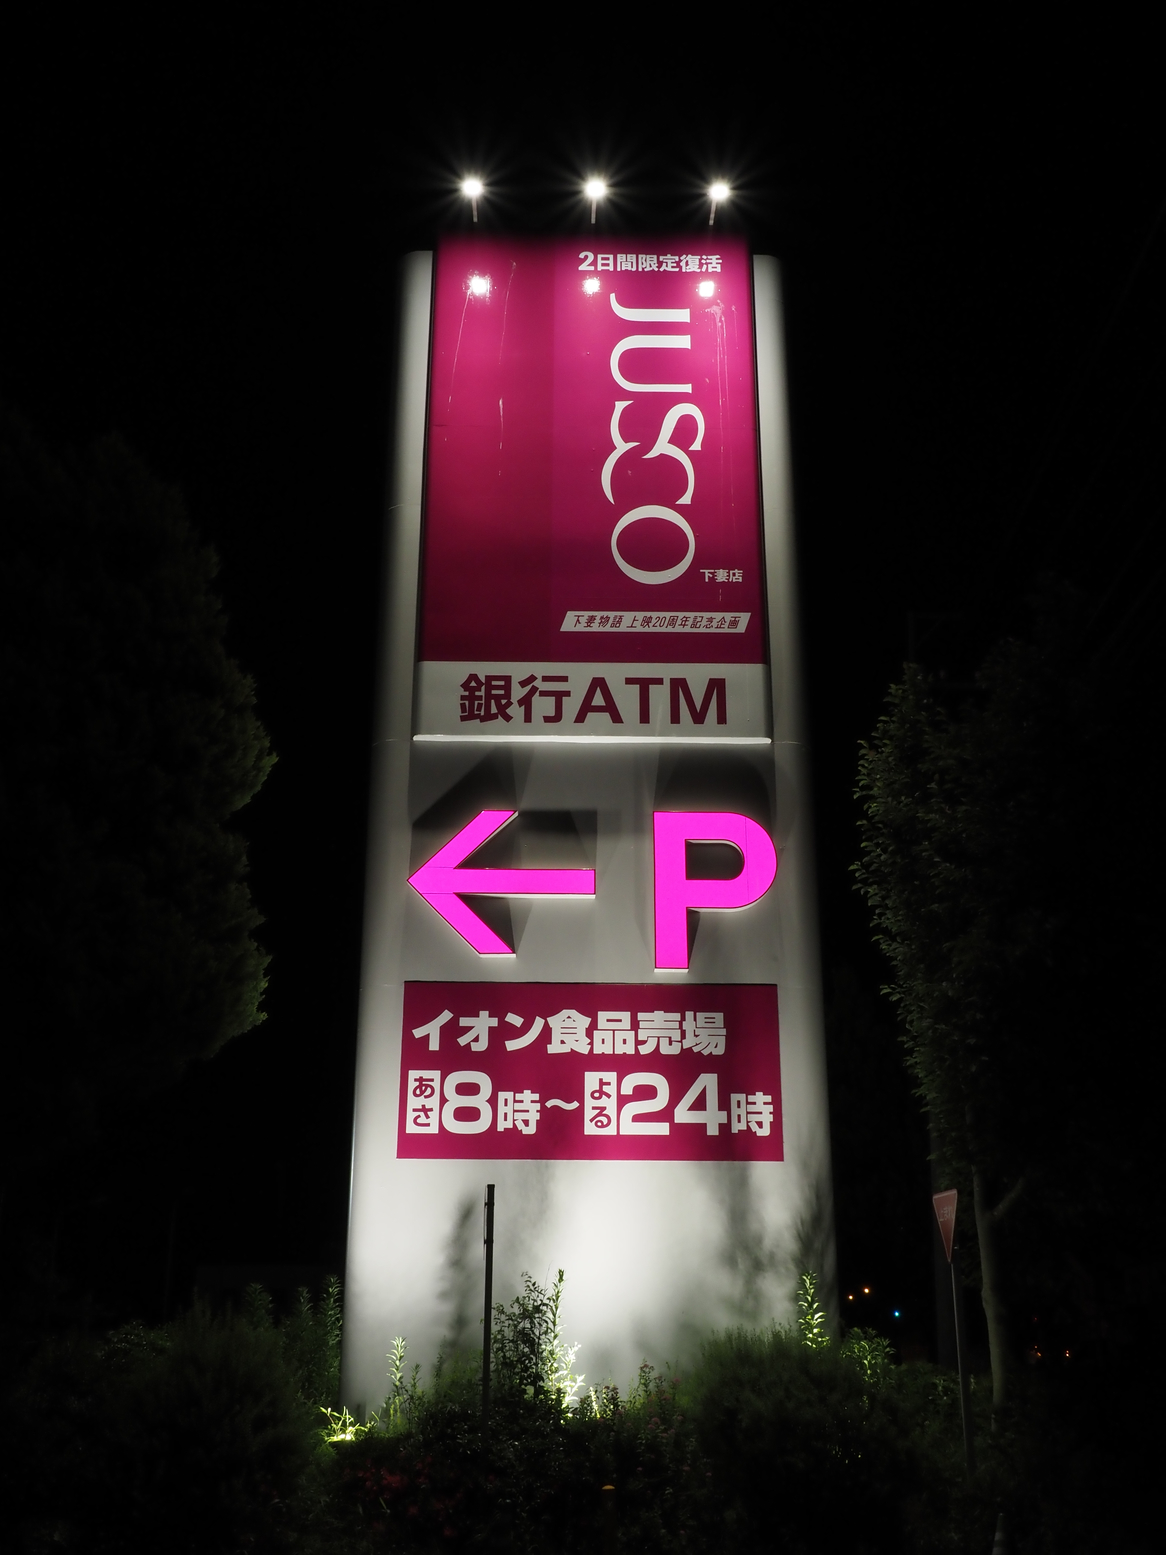 2日間限定復活
JUSCO
下妻店
下妻物語 上映20周年記念企画
銀行ATM
← P
イオン食品売場
あさ8時～よる24時